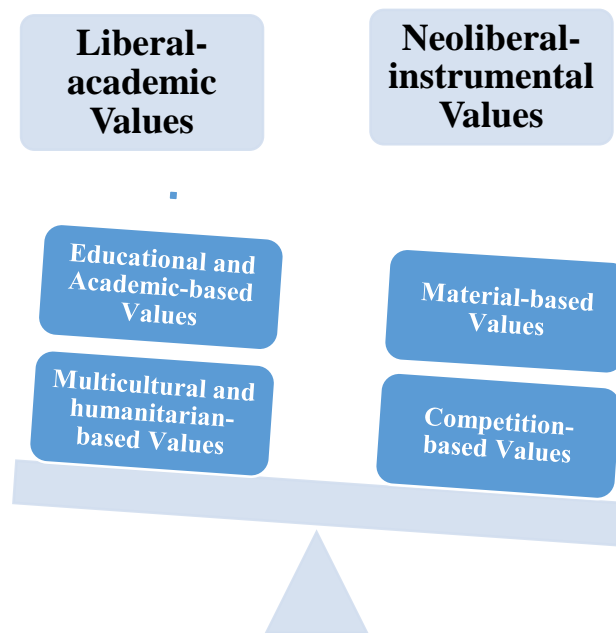 Liberal-
academic
Values
Neoliberal-
instrumental
Values
Educational and
Academic-based
Values
Multicultural and
humanitarian-
based Values
Material-based
Values
Competition-
based Values